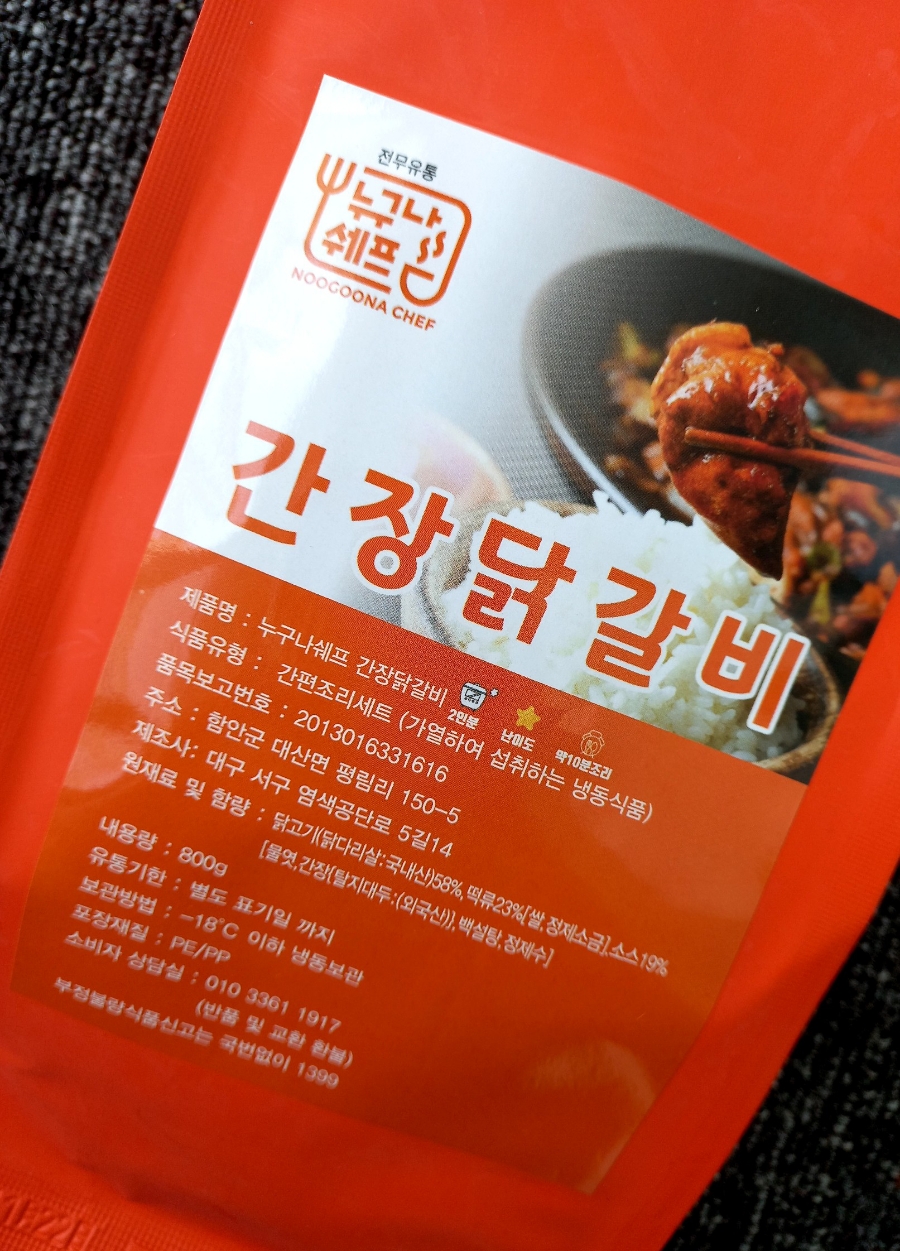 전무유통
누구나
쉐프
NOOGOONA CHEF
간장닭갈비
제품명 : 누구나쉐프 간장닭갈비
2인분
난이도
딱10분조리
식품유형 : 간편조리세트 (가열하여 섭취하는 냉동식품)
품목보고번호 : 20130163331616
주소 : 함안군 대산면 평림리 150-5
제조사: 대구 서구 염색공단로 5길14
원재료 및 함량 : 닭고기(닭다리살:국내산)58%, 떡류23%[쌀,정제소금], 소스19%
[물엿,간장{탈지대두:(외국산)}, 백설탕, 정제수]
내용량 : 800g
유통기한 : 별도 표기일 까지
보관방법 : -18℃ 이하 냉동보관
포장재질 : PE/PP
소비자 상담실 : 010 3361 1917
(반품 및 교환 환불)
부정불량식품신고는 국번없이 1399